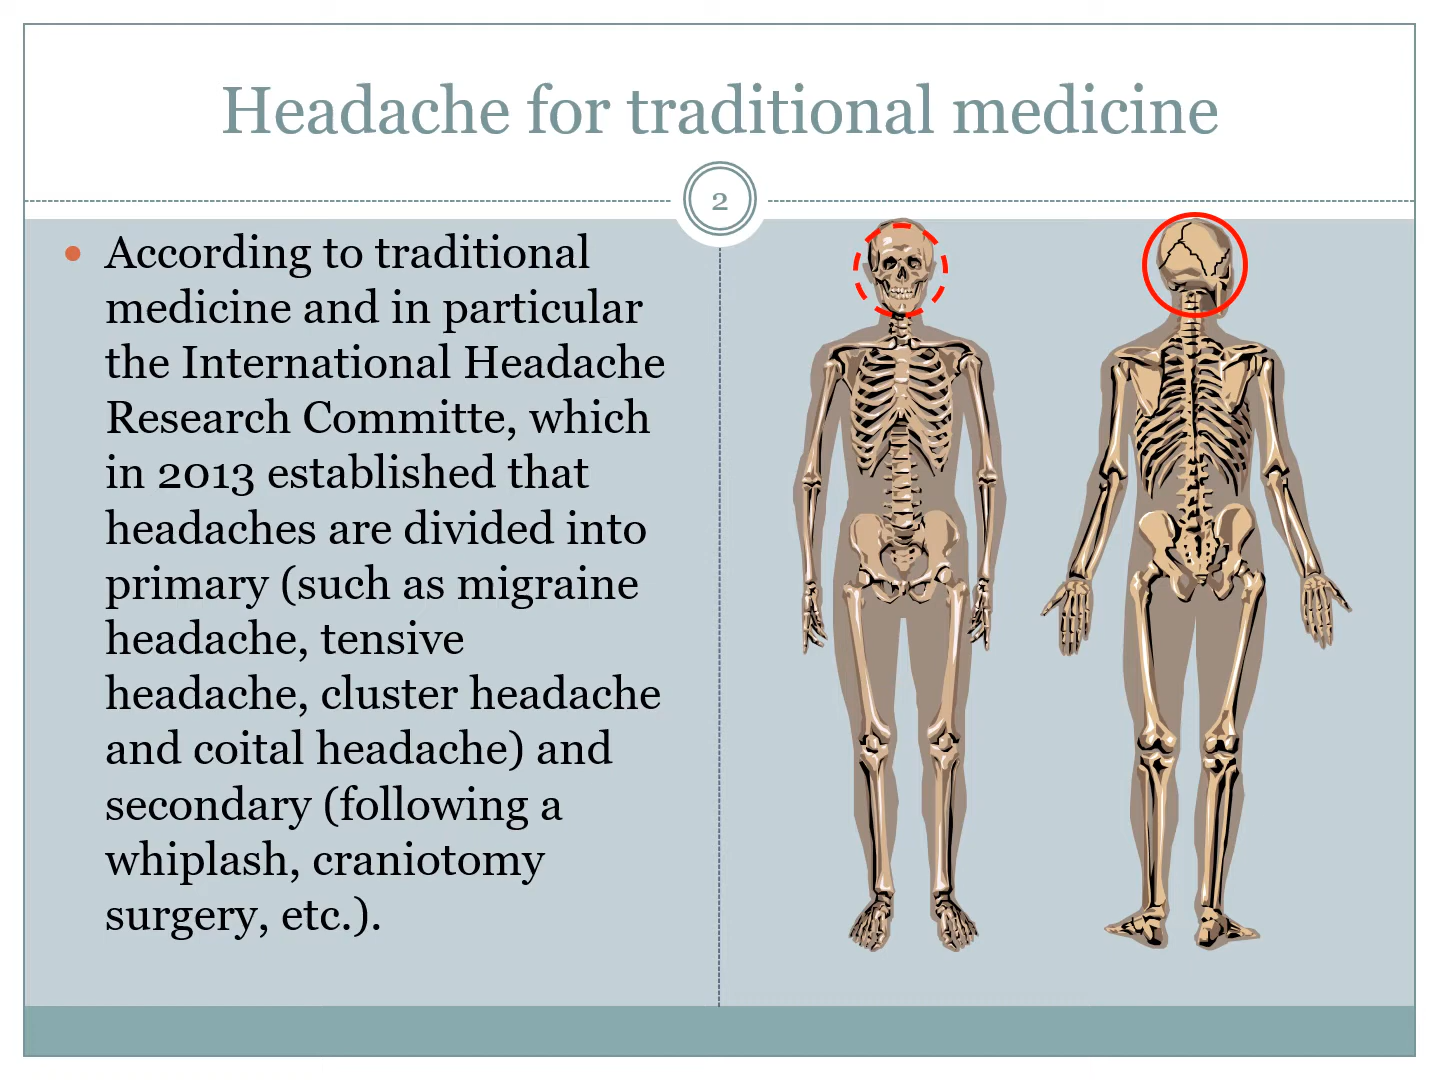 Headache for traditional medicine
2
• According to traditional
medicine and in particular
the International Headache
Research Committe, which
in 2013 established that
headaches are divided into
primary (such as migraine
headache, tensive
headache, cluster headache
and coital headache) and
secondary (following a
whiplash, craniotomy
surgery, etc.).